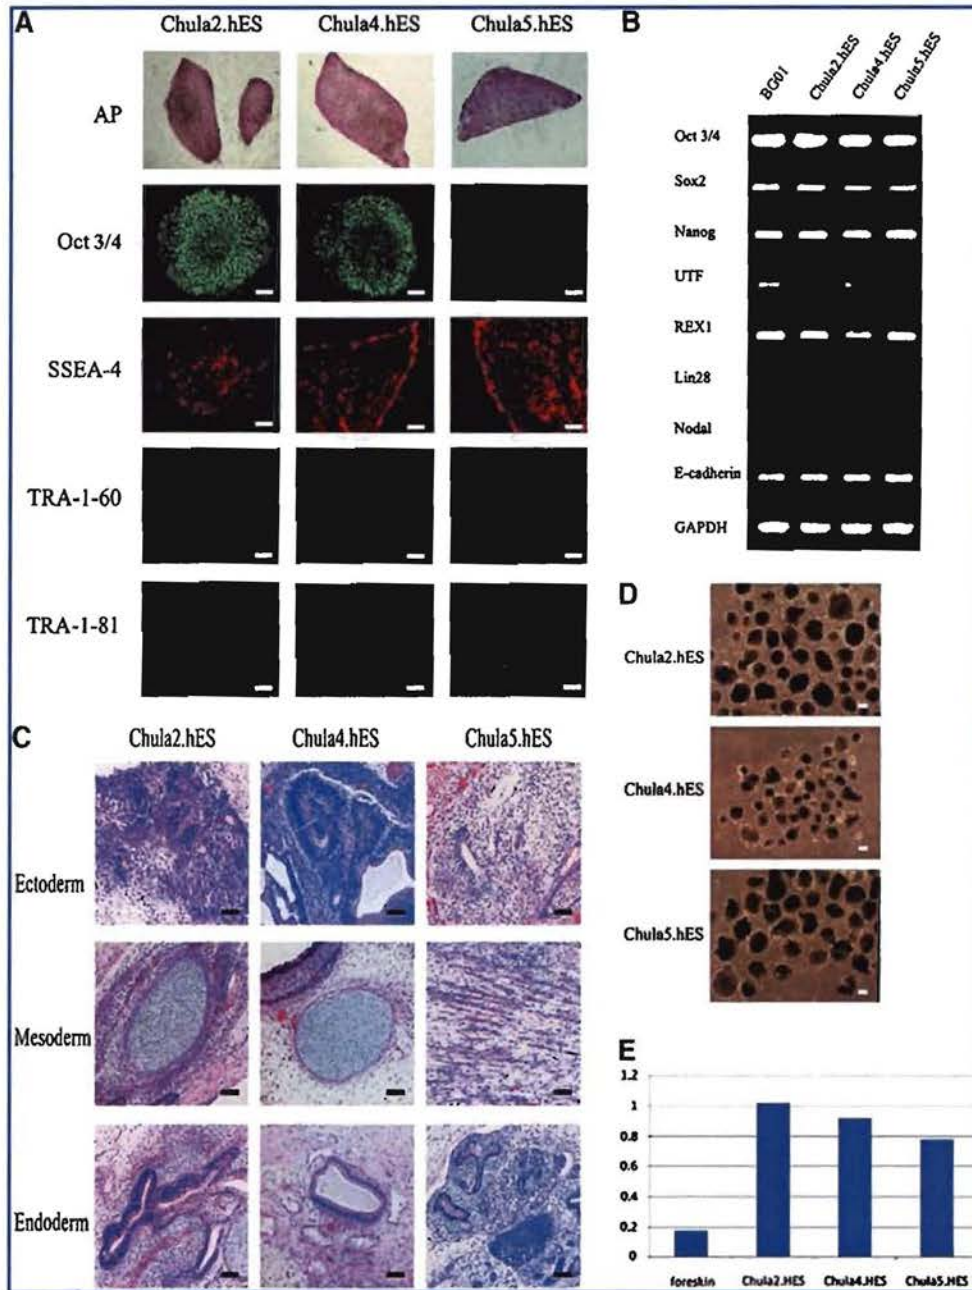 A
Chula2.hES Chula4.hES Chula5.hES
AP
Oct 3/4
SSEA-4
TRA-1-60
TRA-1-81
B
BG01 Chula2.hES Chula4.hES Chula5.hES
Oct 3/4
Sox2
Nanog
UTF
REX1
Lin28
Nodal
E-cadherin
GAPDH
C
Chula2.hES Chula4.hES Chula5.hES
Ectoderm
Mesoderm
Endoderm
D
Chula2.hES
Chula4.hES
Chula5.hES
E
1.2
1
0.8
0.6
0.4
0.2
0
foreskin Chula2.HES Chula4.HES Chula5.HES